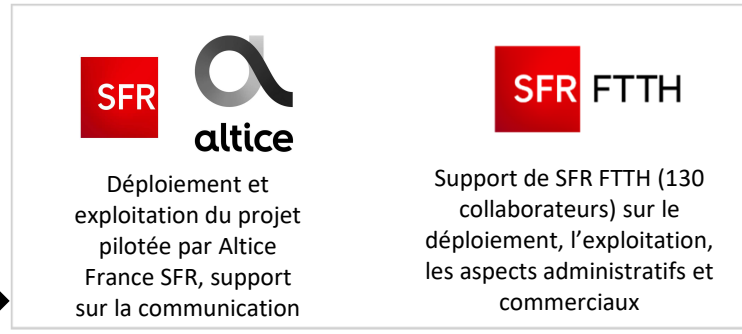 SFR
altice
Déploiement et
exploitation du projet
pilotée par Altice
France SFR, support
sur la communication
SFR FTTH
Support de SFR FTTH (130
collaborateurs) sur le
déploiement, l’exploitation,
les aspects administratifs et
commerciaux